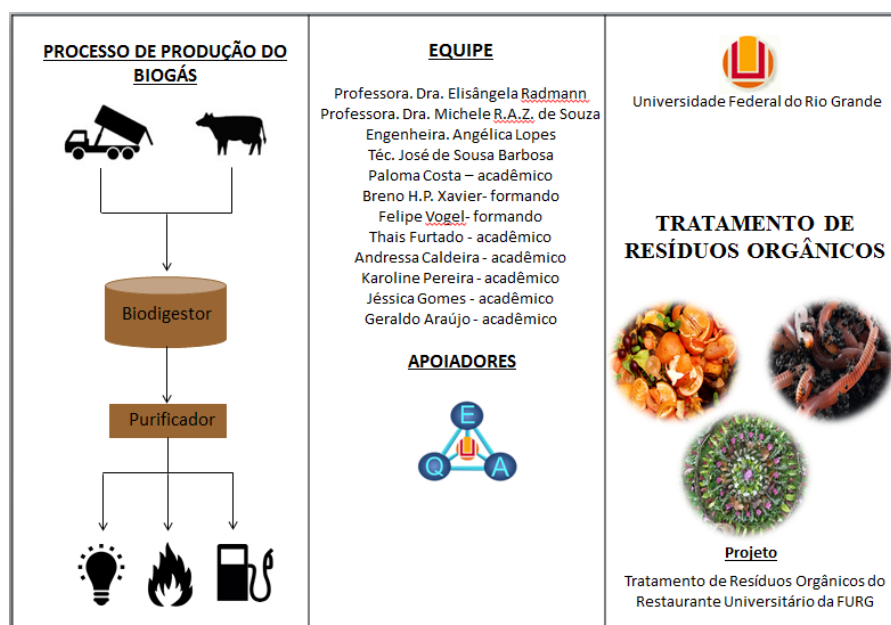 PROCESSO DE PRODUÇÃO DO
BIOGÁS
Biodigestor
Purificador
EQUIPE
Professora. Dra. Elisângela Radmann
Professora. Dra. Michele R.A.Z. de Souza
Engenheira. Angélica Lopes
Téc. José de Sousa Barbosa
Paloma Costa – acadêmico
Breno H.P. Xavier- formando
Felipe Vogel- formando
Thais Furtado - acadêmico
Andressa Caldeira - acadêmico
Karoline Pereira - acadêmico
Jéssica Gomes - acadêmico
Geraldo Araújo - acadêmico
APOIADORES
E
Q A
Universidade Federal do Rio Grande
TRATAMENTO DE
RESÍDUOS ORGÂNICOS
Projeto
Tratamento de Resíduos Orgânicos do
Restaurante Universitário da FURG